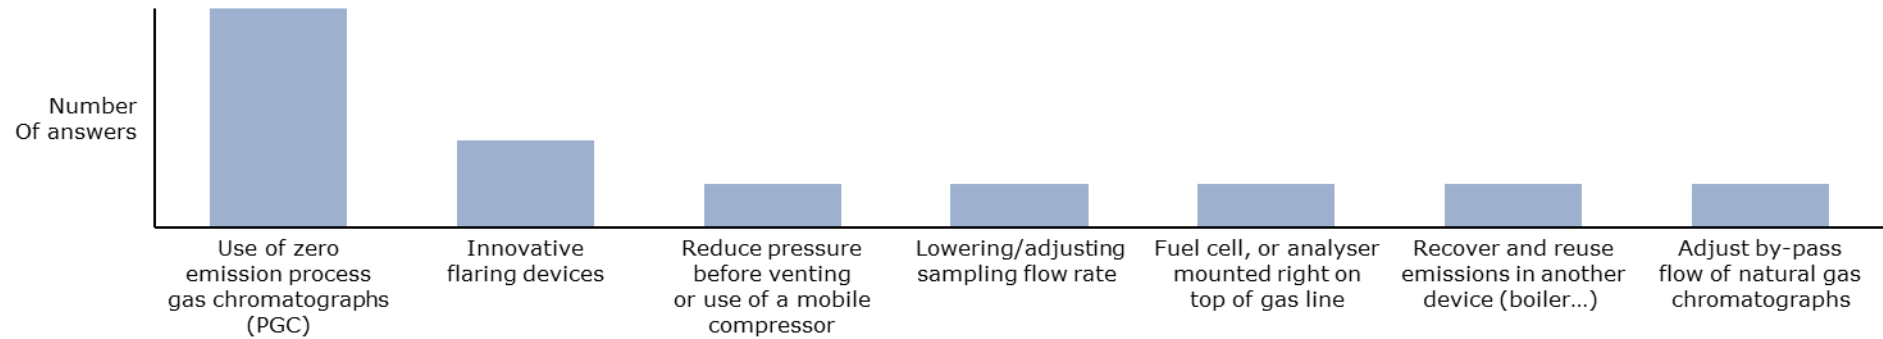 Number
Of answers
Use of zero
emission process
gas chromatographs
(PGC)
Innovative
flaring devices
Reduce pressure
before venting
or use of a mobile
compressor
Lowering/adjusting
sampling flow rate
Fuel cell, or analyser
mounted right on
top of gas line
Recover and reuse
emissions in another
device (boiler...)
Adjust by-pass
flow of natural gas
chromatographs